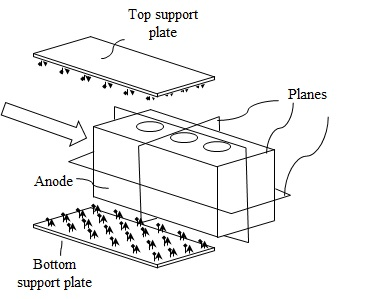 Top support
plate
Planes
Anode
Bottom
support plate